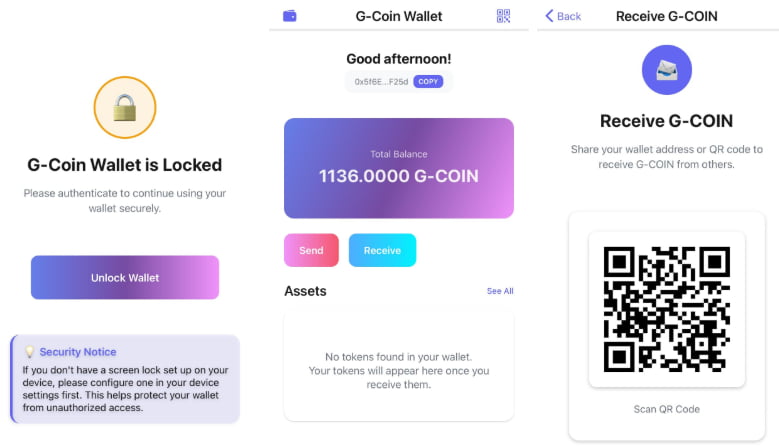 G-Coin Wallet is Locked
Please authenticate to continue using your
wallet securely.
Unlock Wallet
Security Notice
If you don't have a screen lock set up on your
device, please configure one in your device
settings first. This helps protect your wallet
from unauthorized access.
G-Coin Wallet
Good afternoon!
0x5f6E...F25d COPY
Total Balance
1136.0000 G-COIN
Send Receive
Assets See All
No tokens found in your wallet.
Your tokens will appear here once you
receive them.
Back Receive G-COIN
Receive G-COIN
Share your wallet address or QR code to
receive G-COIN from others.
Scan QR Code